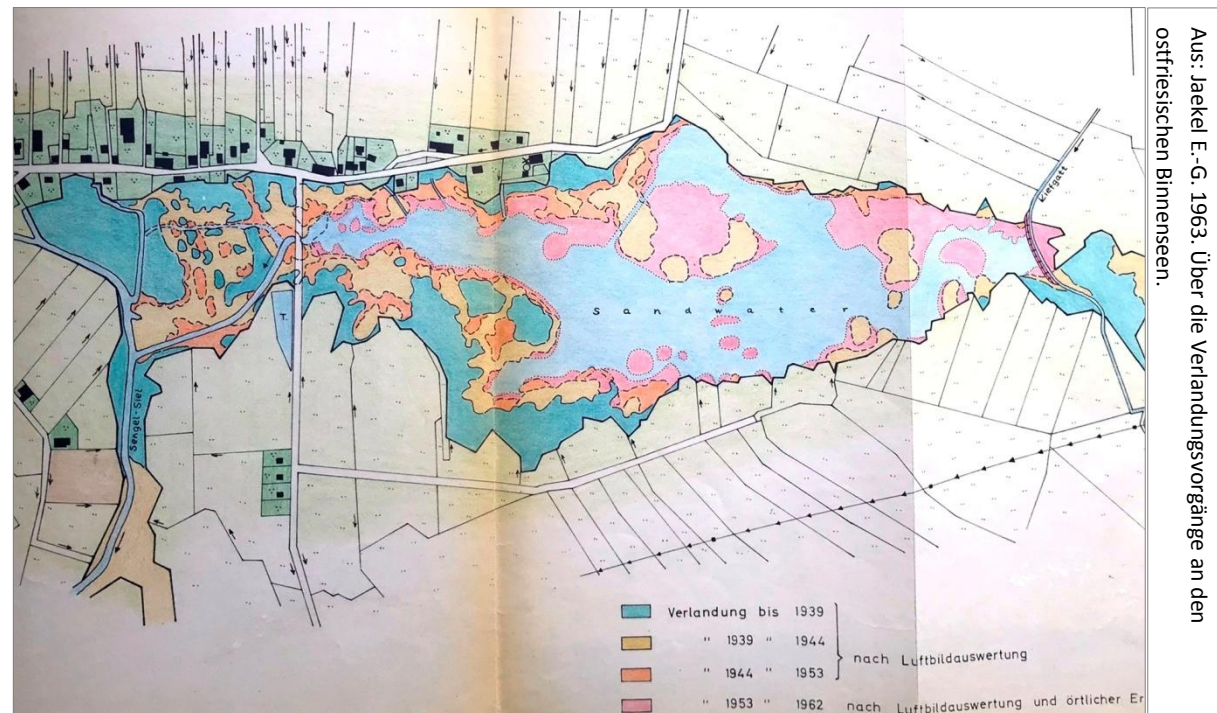 Aus: Jaekel E.-G. 1963. Über die Verlandungsvorgänge an den
ostfriesischen Binnenseen.
Kiefgatt
Sandwater
T.
Sengel-Siel
Verlandung bis 1939
" 1939 " 1944
" 1944 " 1953
nach Luftbildauswertung
" 1953 " 1962 nach Luftbildauswertung und örtlicher Er